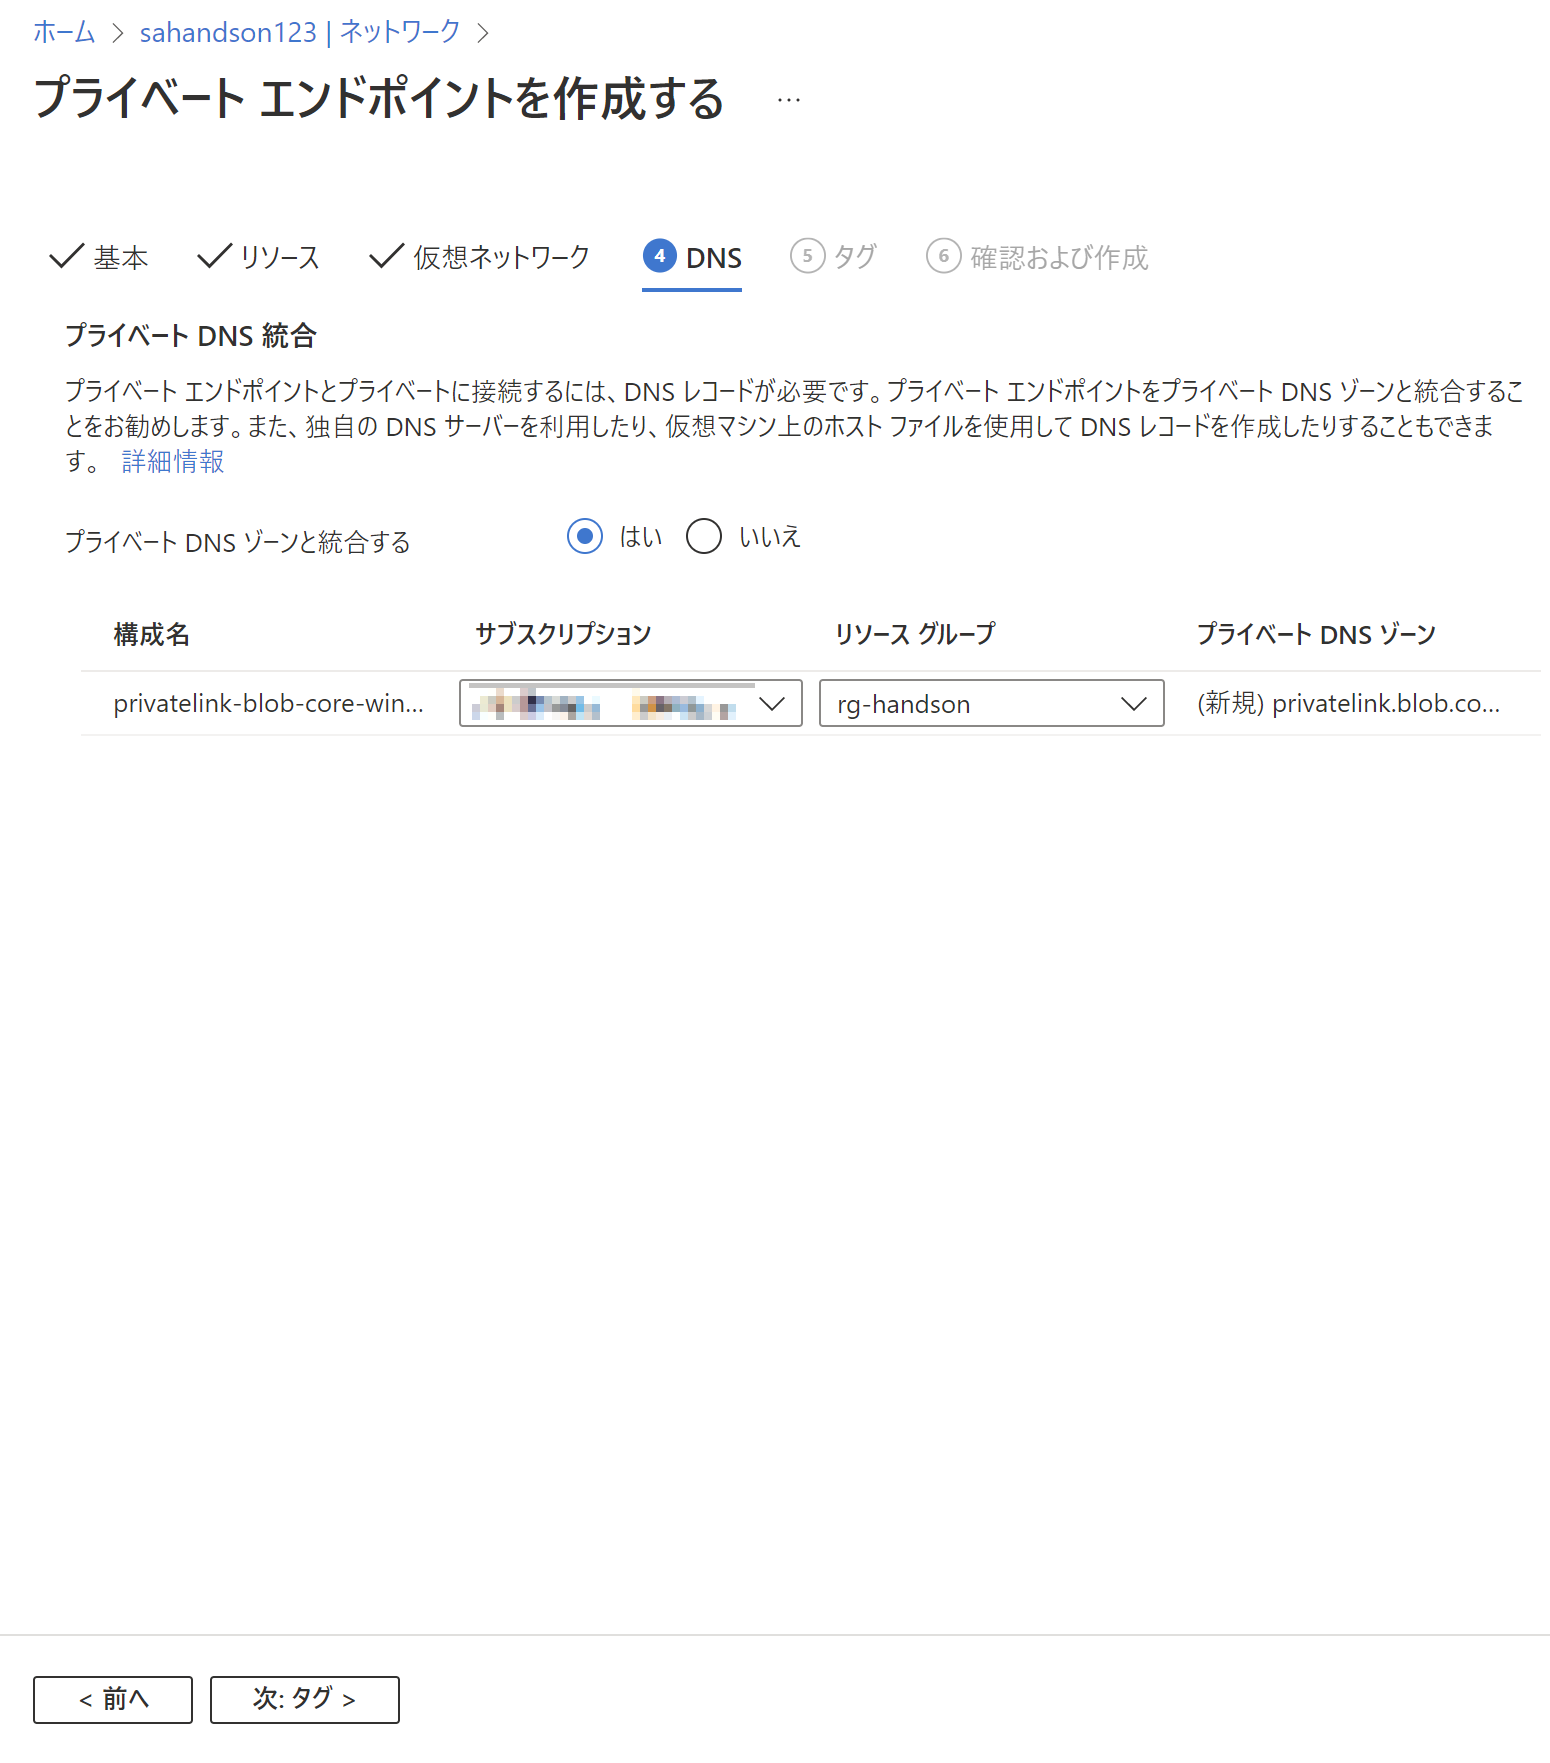 ホーム > sahandson123 | ネットワーク >
プライベート エンドポイントを作成する ...
基本 リソース 仮想ネットワーク 4 DNS 5 タグ 6 確認および作成
プライベート DNS 統合
プライベート エンドポイントとプライベートに接続するには、DNS レコードが必要です。プライベート エンドポイントをプライベート DNS ゾーンと統合するこ
とをお勧めします。また、独自の DNS サーバーを利用したり、仮想マシン上のホスト ファイルを使用して DNS レコードを作成したりすることもできま
す。 詳細情報
プライベート DNS ゾーンと統合する はい いいえ
構成名 サブスクリプション リソース グループ プライベート DNS ゾーン
privatelink-blob-core-win... rg-handson (新規) privatelink.blob.co...
< 前へ 次: タグ >